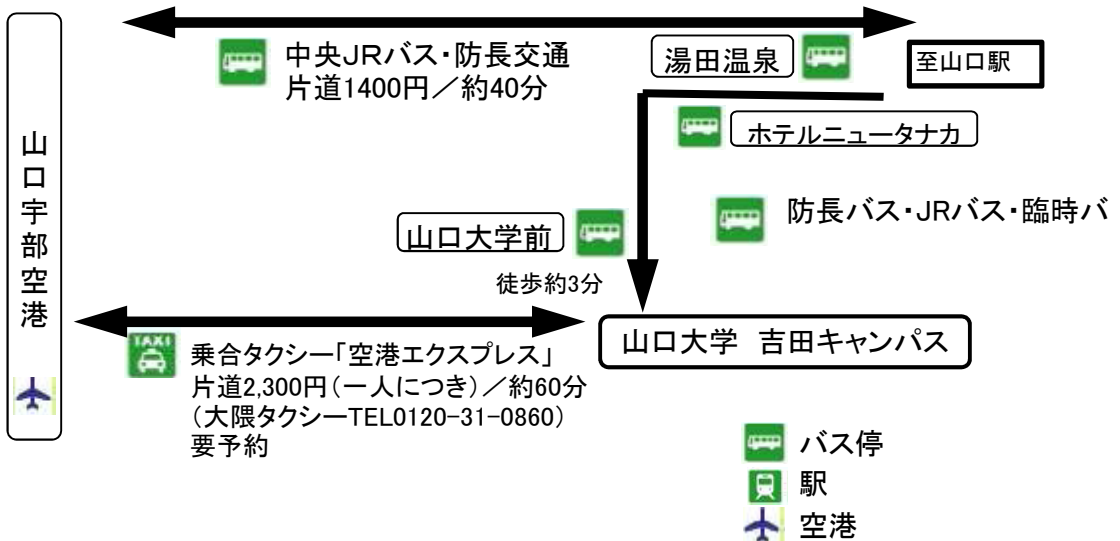 山口宇部空港
中央JRバス・防長交通
片道1400円／約40分
湯田温泉
至山口駅
ホテルニュータナカ
防長バス・JRバス・臨時バ
山口大学前
徒歩約3分
山口大学　吉田キャンパス
TAXI
乗合タクシー「空港エクスプレス」
片道2,300円（一人につき）／約60分
（大隈タクシーTEL0120-31-0860）
要予約
バス停
駅
空港